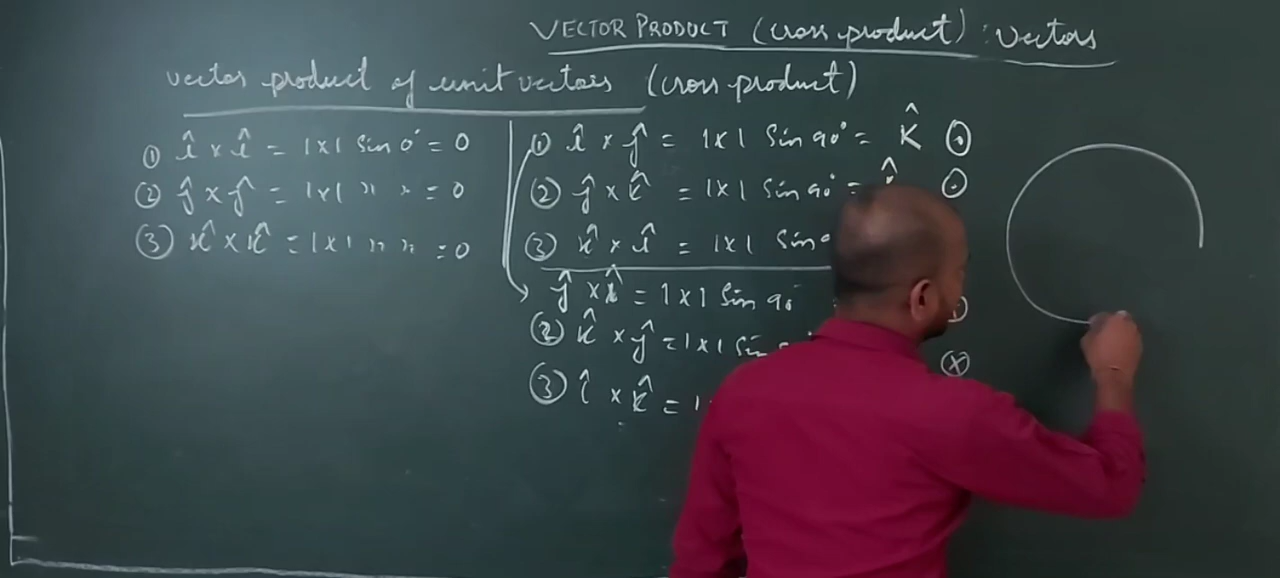 VECTOR PRODUCT (cross product) : Vectors
vector product of unit vectors (cross product)
① î × î = 1×1 Sin 0° = 0
② ĵ × ĵ = 1×1 〃 〃 = 0
③ k̂ × k̂ = 1×1 〃 〃 = 0
① î × ĵ = 1×1 Sin 90° = k̂ ⊙
② ĵ × k̂ = 1×1 Sin 90° = ⊙
③ k̂ × î = 1×1 Sin
ĵ × = 1×1 Sin 90°
② k̂ × ĵ = 1×1 Sin ⊗
③ î × k̂ = 1